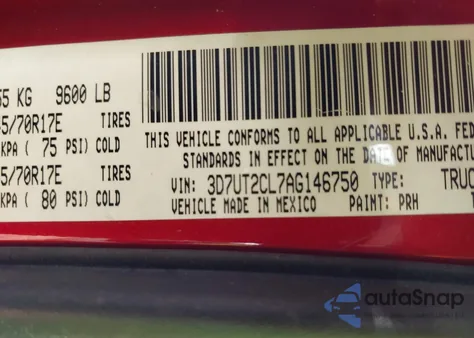 55 KG 9600 LB
5/70R17E TIRES
KPA ( 75 PSI) COLD
5/70R17E TIRES
KPA ( 80 PSI) COLD
THIS VEHICLE CONFORMS TO ALL APPLICABLE U.S.A. FED
STANDARDS IN EFFECT ON THE DATE OF MANUFACTU
VIN: 3D7UT2CL7AG146750 TYPE: TRUC
VEHICLE MADE IN MEXICO PAINT: PRH
autoSnap